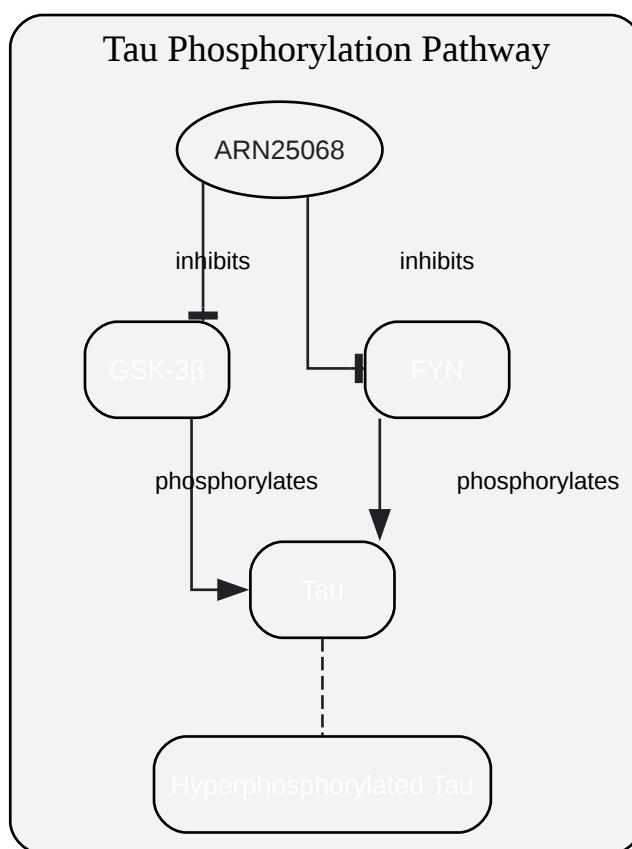 Tau Phosphorylation Pathway
ARN25068
inhibits
inhibits
GSK-3β
FYN
phosphorylates
phosphorylates
Tau
Hyperphosphorylated Tau